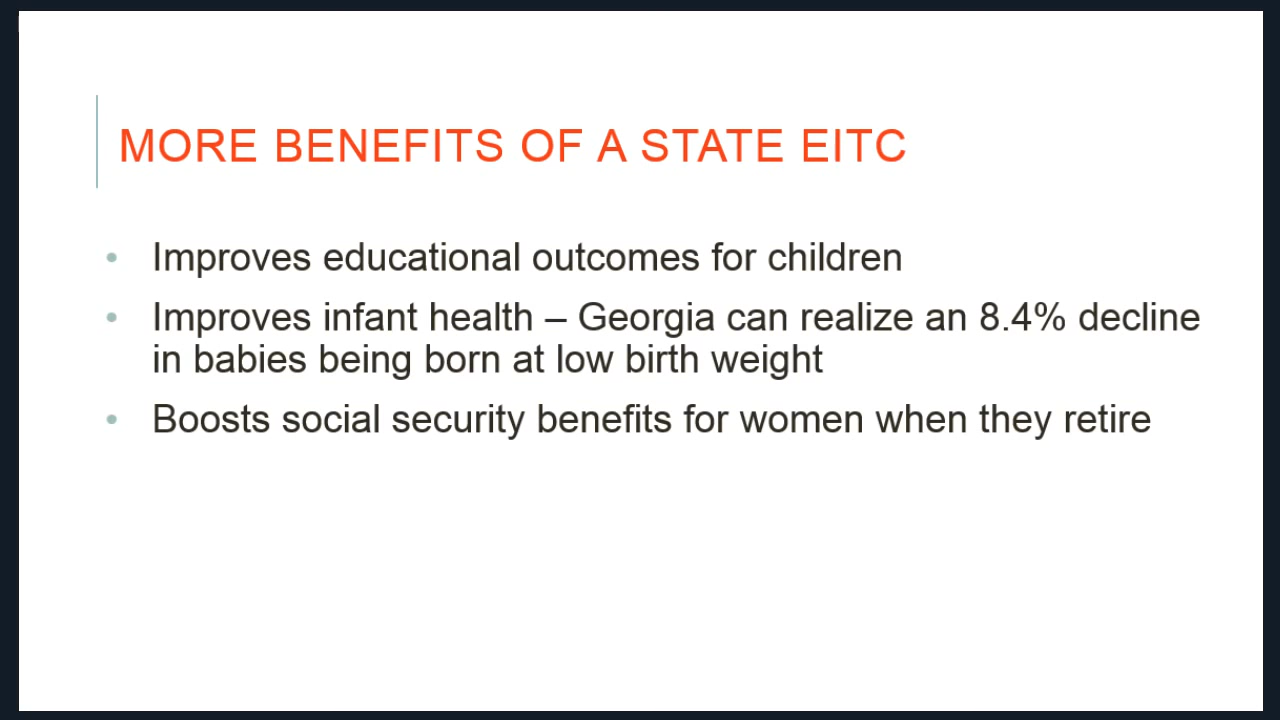 MORE BENEFITS OF A STATE EITC
• Improves educational outcomes for children
• Improves infant health – Georgia can realize an 8.4% decline
in babies being born at low birth weight
• Boosts social security benefits for women when they retire